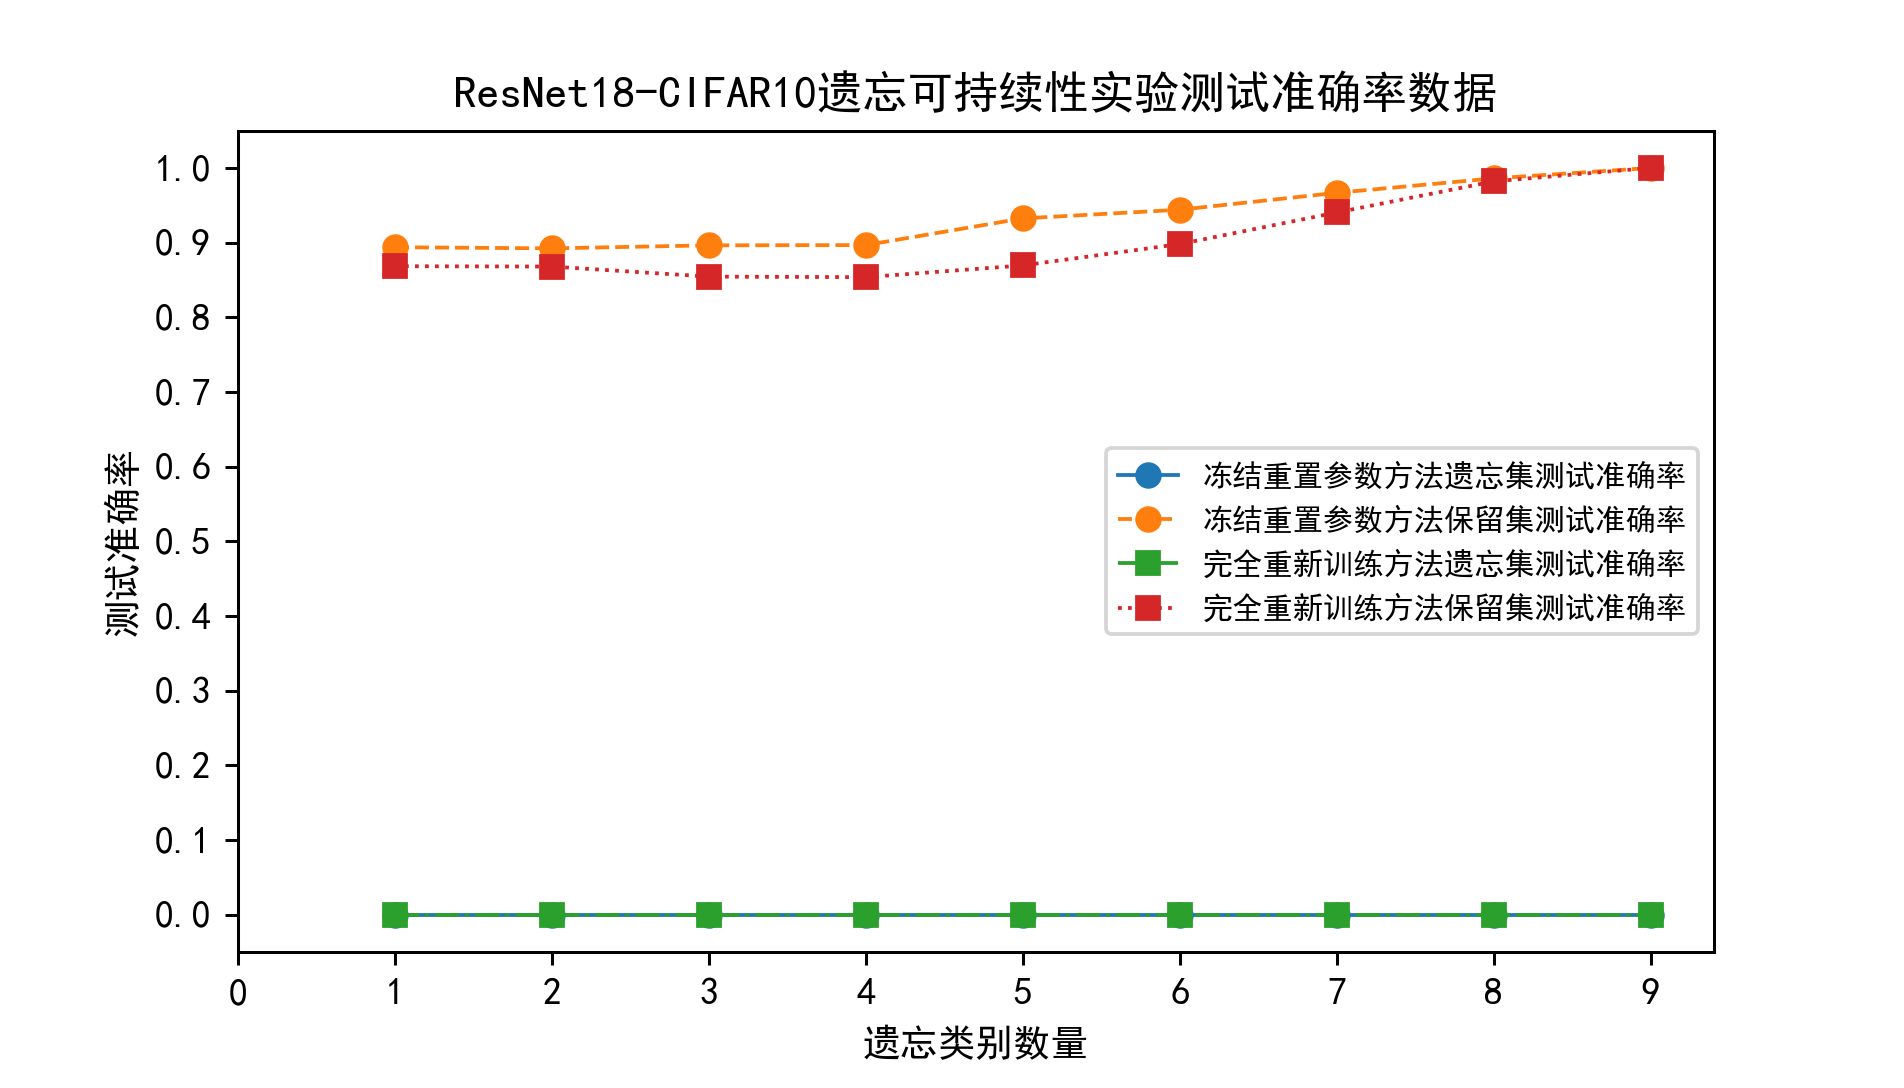 ResNet18-CIFAR10遗忘可持续性实验测试准确率数据
测试准确率
1.0
0.9
0.8
0.7
0.6
0.5
0.4
0.3
0.2
0.1
0.0
冻结重置参数方法遗忘集测试准确率
冻结重置参数方法保留集测试准确率
完全重新训练方法遗忘集测试准确率
完全重新训练方法保留集测试准确率
0 1 2 3 4 5 6 7 8 9
遗忘类别数量